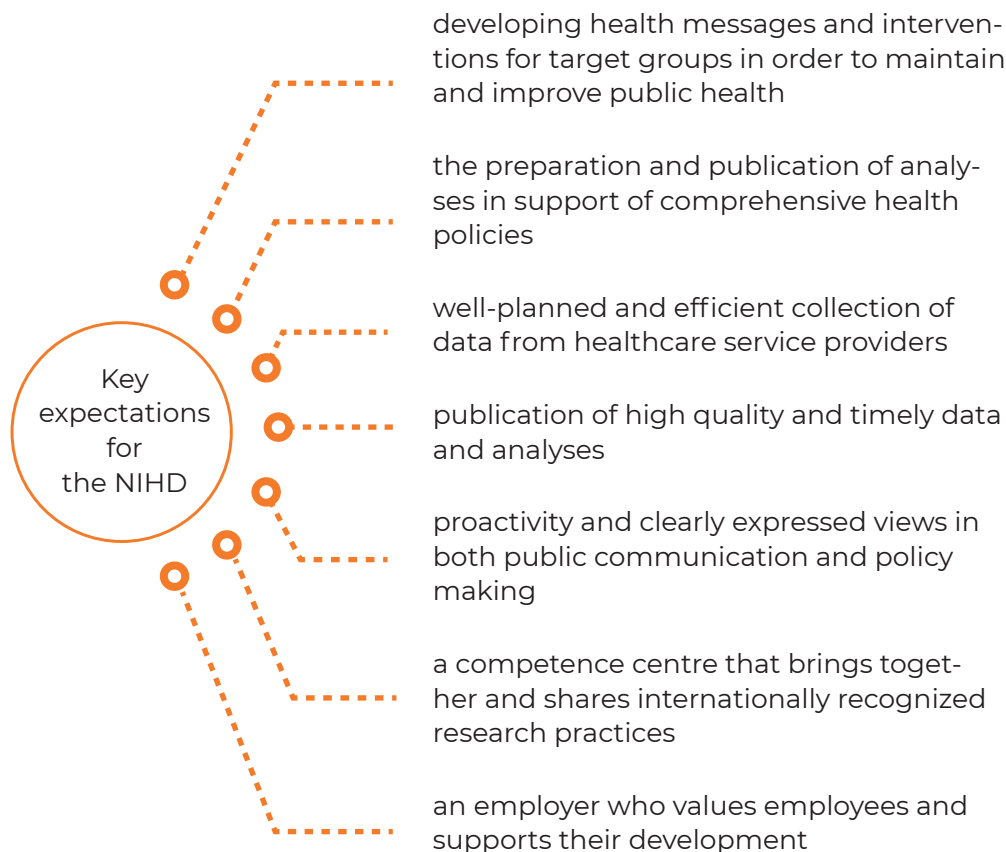 developing health messages and interven-
tions for target groups in order to maintain
and improve public health
the preparation and publication of analy-
ses in support of comprehensive health
policies
well-planned and efficient collection of
data from healthcare service providers
Key
expectations
for
the NIHD
publication of high quality and timely data
and analyses
proactivity and clearly expressed views in
both public communication and policy
making
a competence centre that brings toget-
her and shares internationally recognized
research practices
an employer who values employees and
supports their development